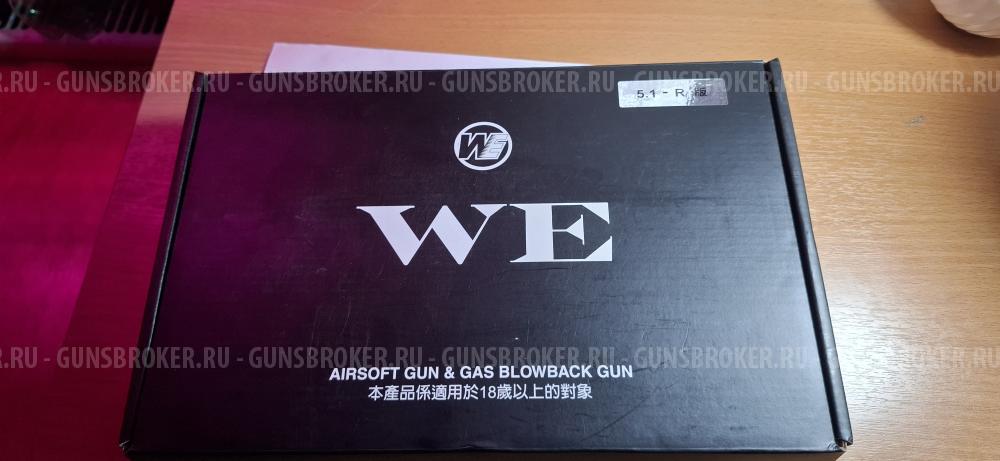 .RU - GUNSBROKER.RU - GUNSBROKER.RU - GUNSBROKER.RU - GUNSBROKER.RU - GUNSBROKER.
5.1 - R 版
WE
WE
.RU - GUNSBROKER.RU - GUNSBROKER.RU - GUNSBROKER.RU - GUNSBROKER.RU - GUNSBROKER.
AIRSOFT GUN & GAS BLOWBACK GUN
本產品係適用於18歲以上的對象